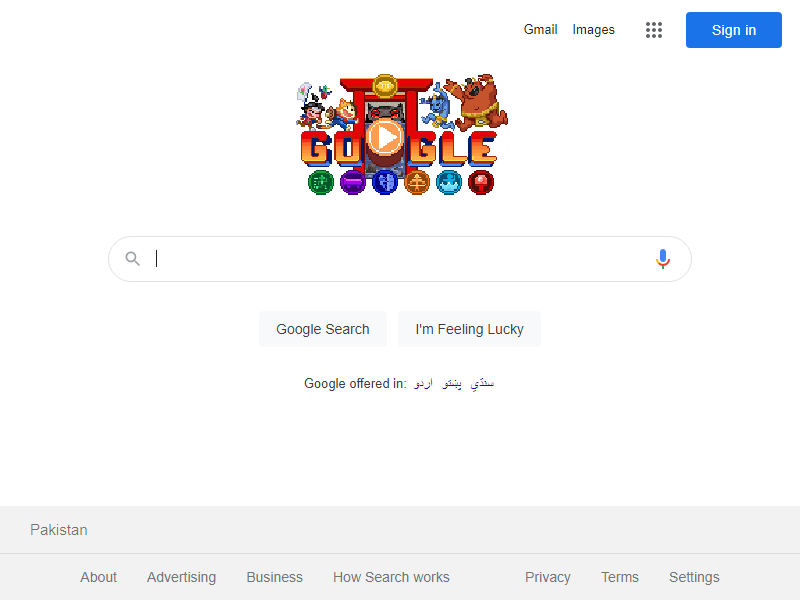 Gmail Images Sign in
GOOGLE
Google Search I'm Feeling Lucky
Google offered in: اردو پښتو سنڌي
Pakistan
About Advertising Business How Search works Privacy Terms Settings